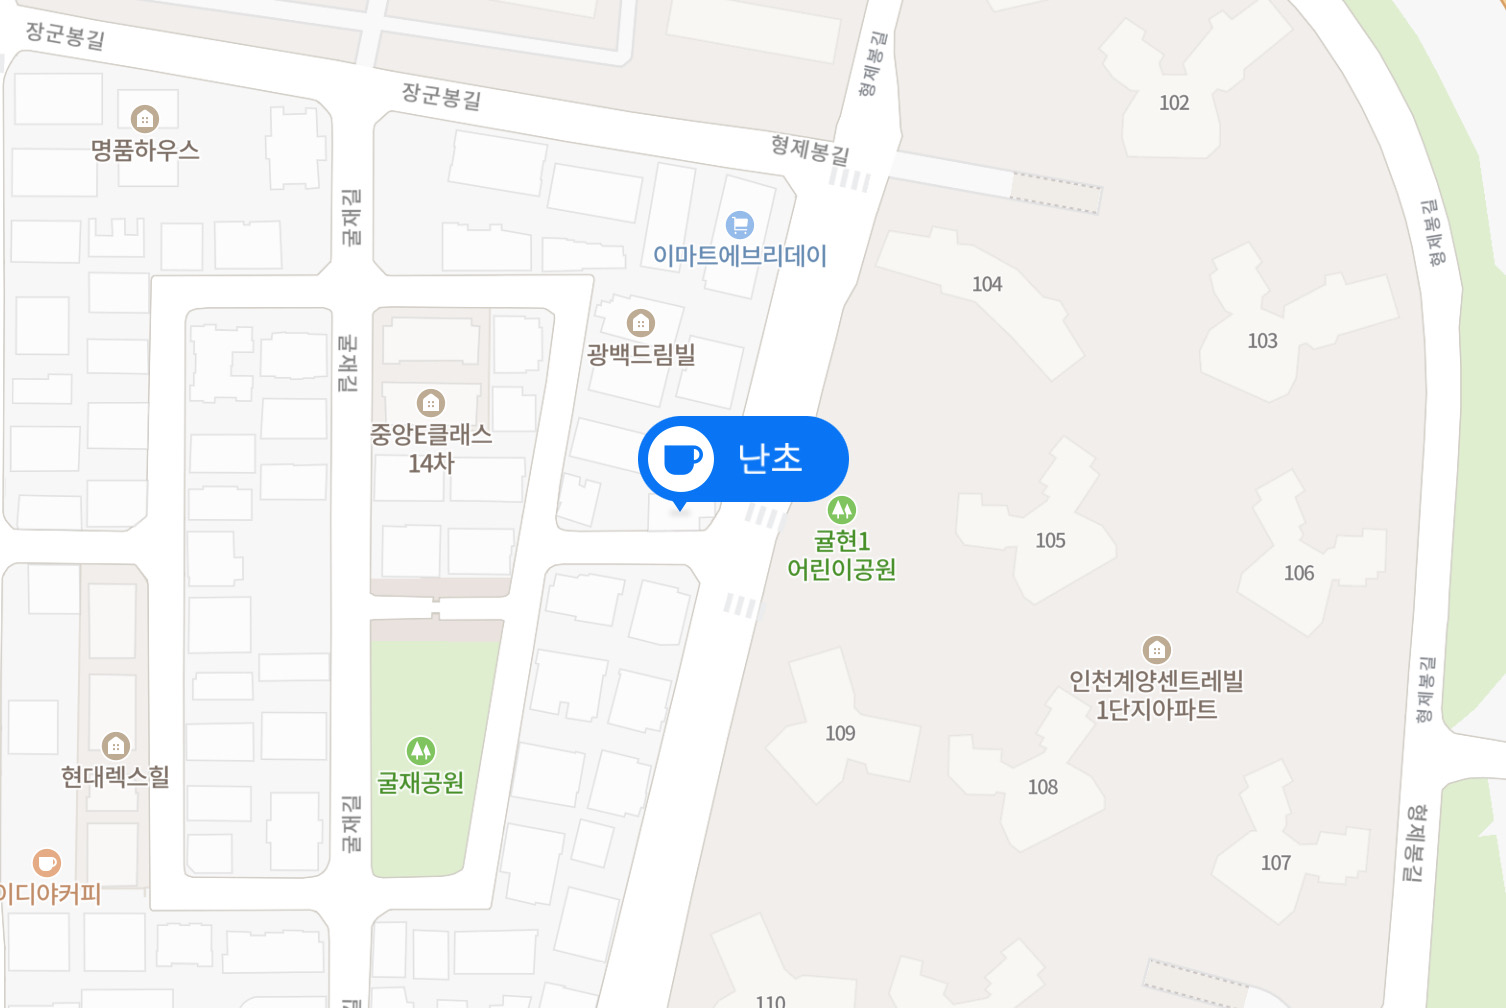 장군봉길
형제봉길
장군봉길
102
명품하우스
형제봉길
굴재길
형제봉길
이마트에브리데이
104
103
광백드림빌
굴재길
중앙E클래스
14차
난초
귤현1
어린이공원
105
106
인천계양센트레빌
1단지아파트
형제봉길
109
현대렉스힐
굴재공원
108
굴재길
형제봉길
107
이디야커피
110
길